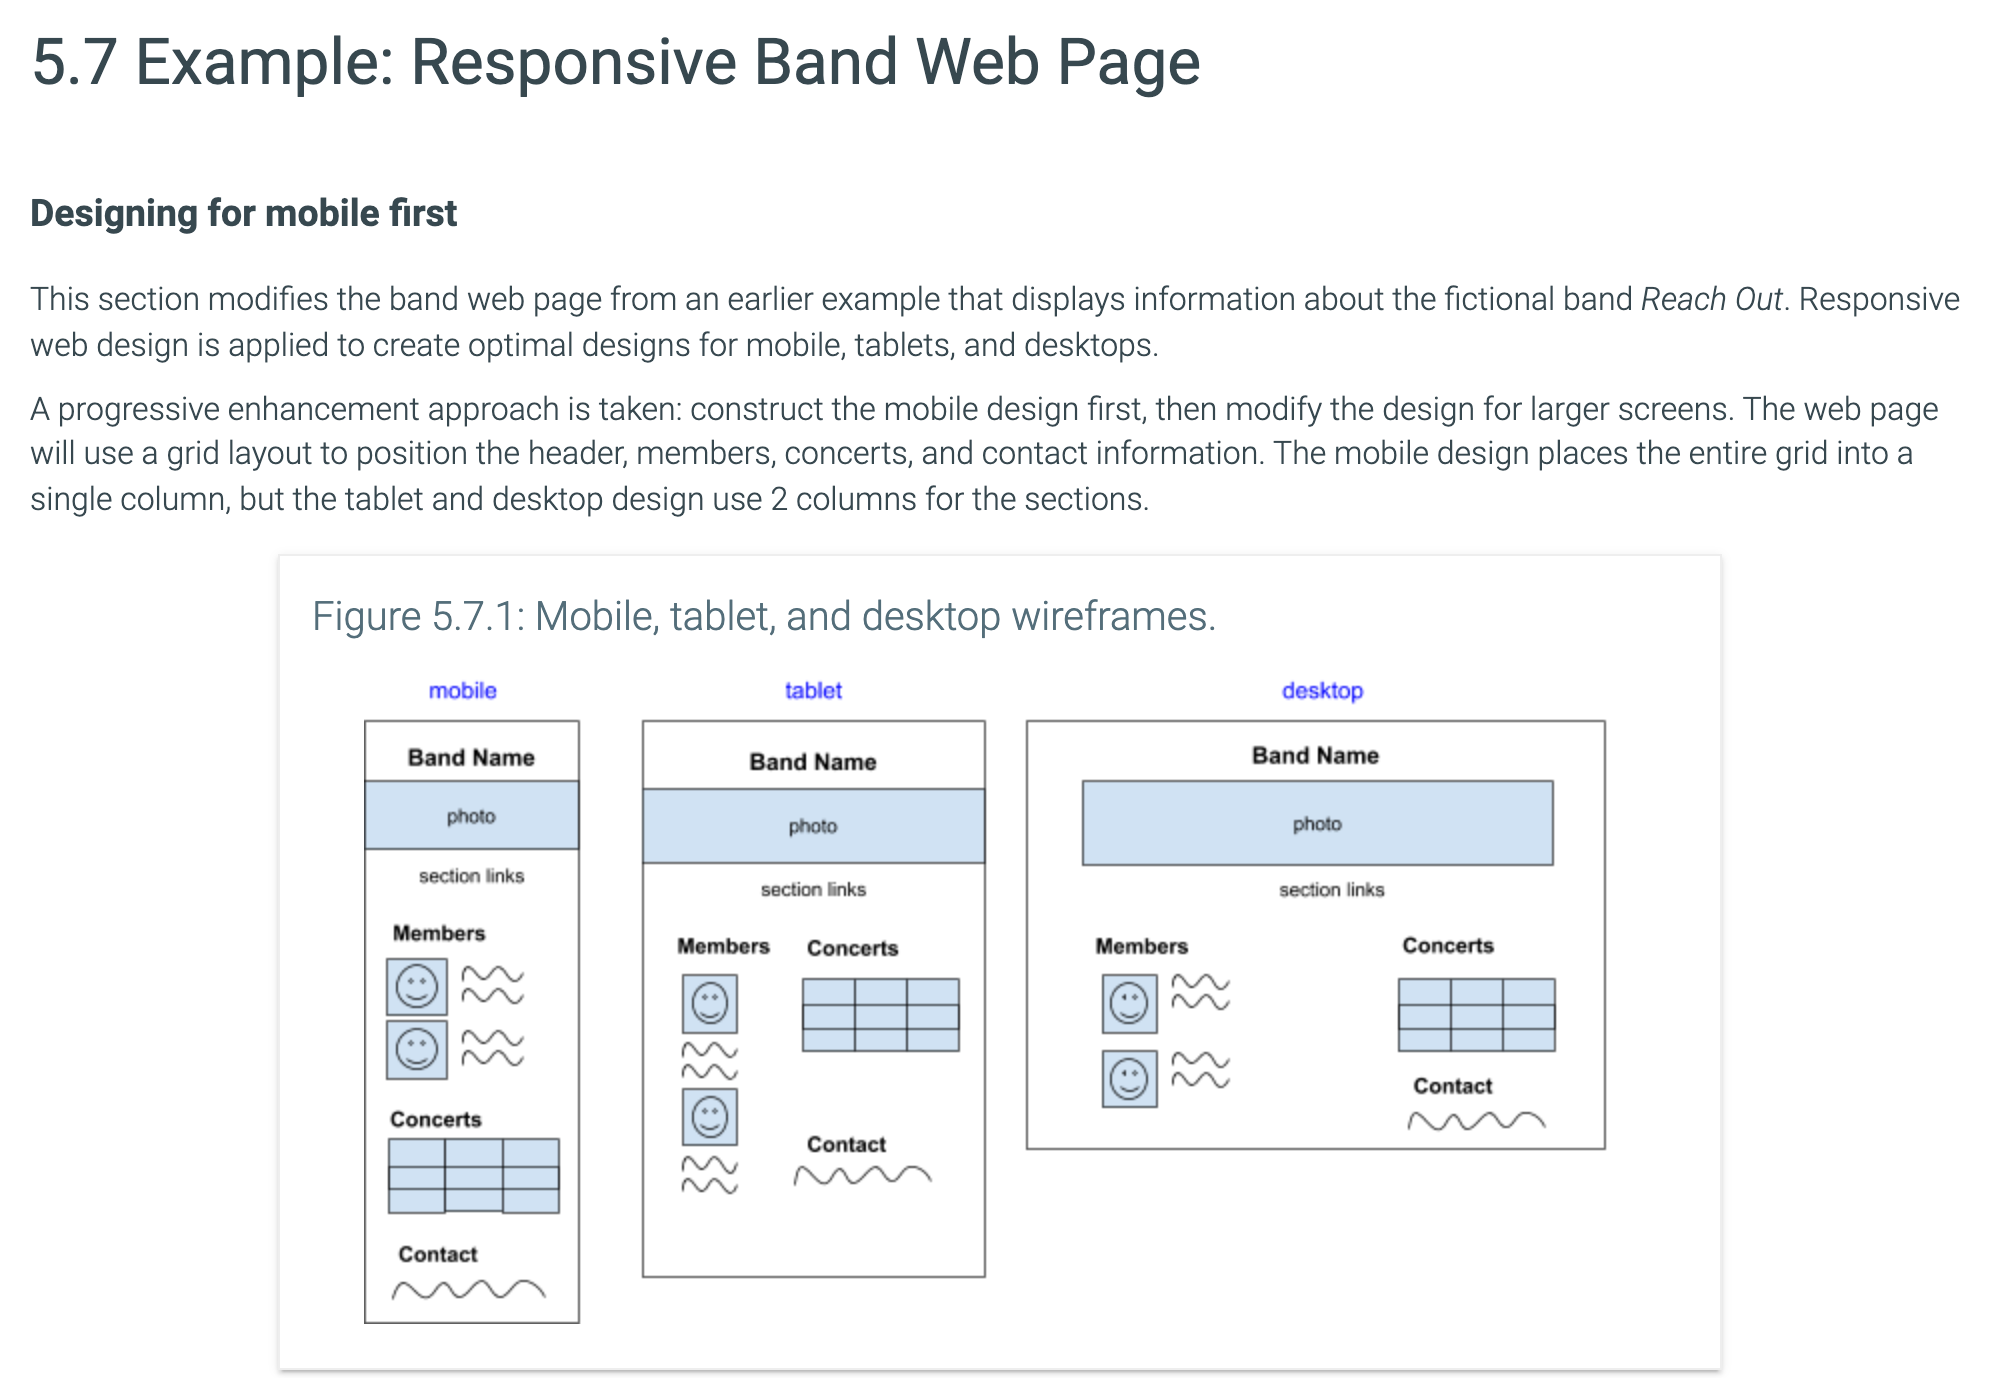 5.7 Example: Responsive Band Web Page
Designing for mobile first
This section modifies the band web page from an earlier example that displays information about the fictional band Reach Out. Responsive
web design is applied to create optimal designs for mobile, tablets, and desktops.
A progressive enhancement approach is taken: construct the mobile design first, then modify the design for larger screens. The web page
will use a grid layout to position the header, members, concerts, and contact information. The mobile design places the entire grid into a
single column, but the tablet and desktop design use 2 columns for the sections.
Figure 5.7.1: Mobile, tablet, and desktop wireframes.
mobile
Band Name
photo
section links
Members
Concerts
Contact
tablet
Band Name
photo
section links
Members
Concerts
Contact
desktop
Band Name
photo
section links
Members
Concerts
Contact